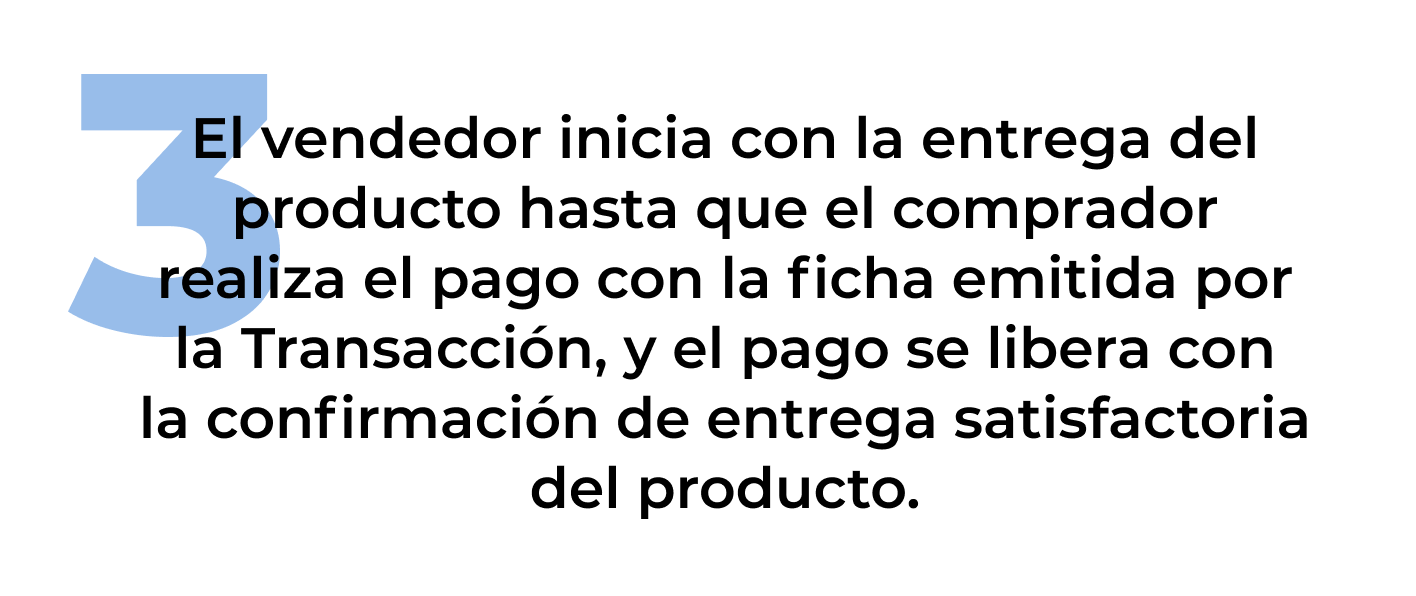 3
El vendedor inicia con la entrega del
producto hasta que el comprador
realiza el pago con la ficha emitida por
la Transacción, y el pago se libera con
la confirmación de entrega satisfactoria
del producto.